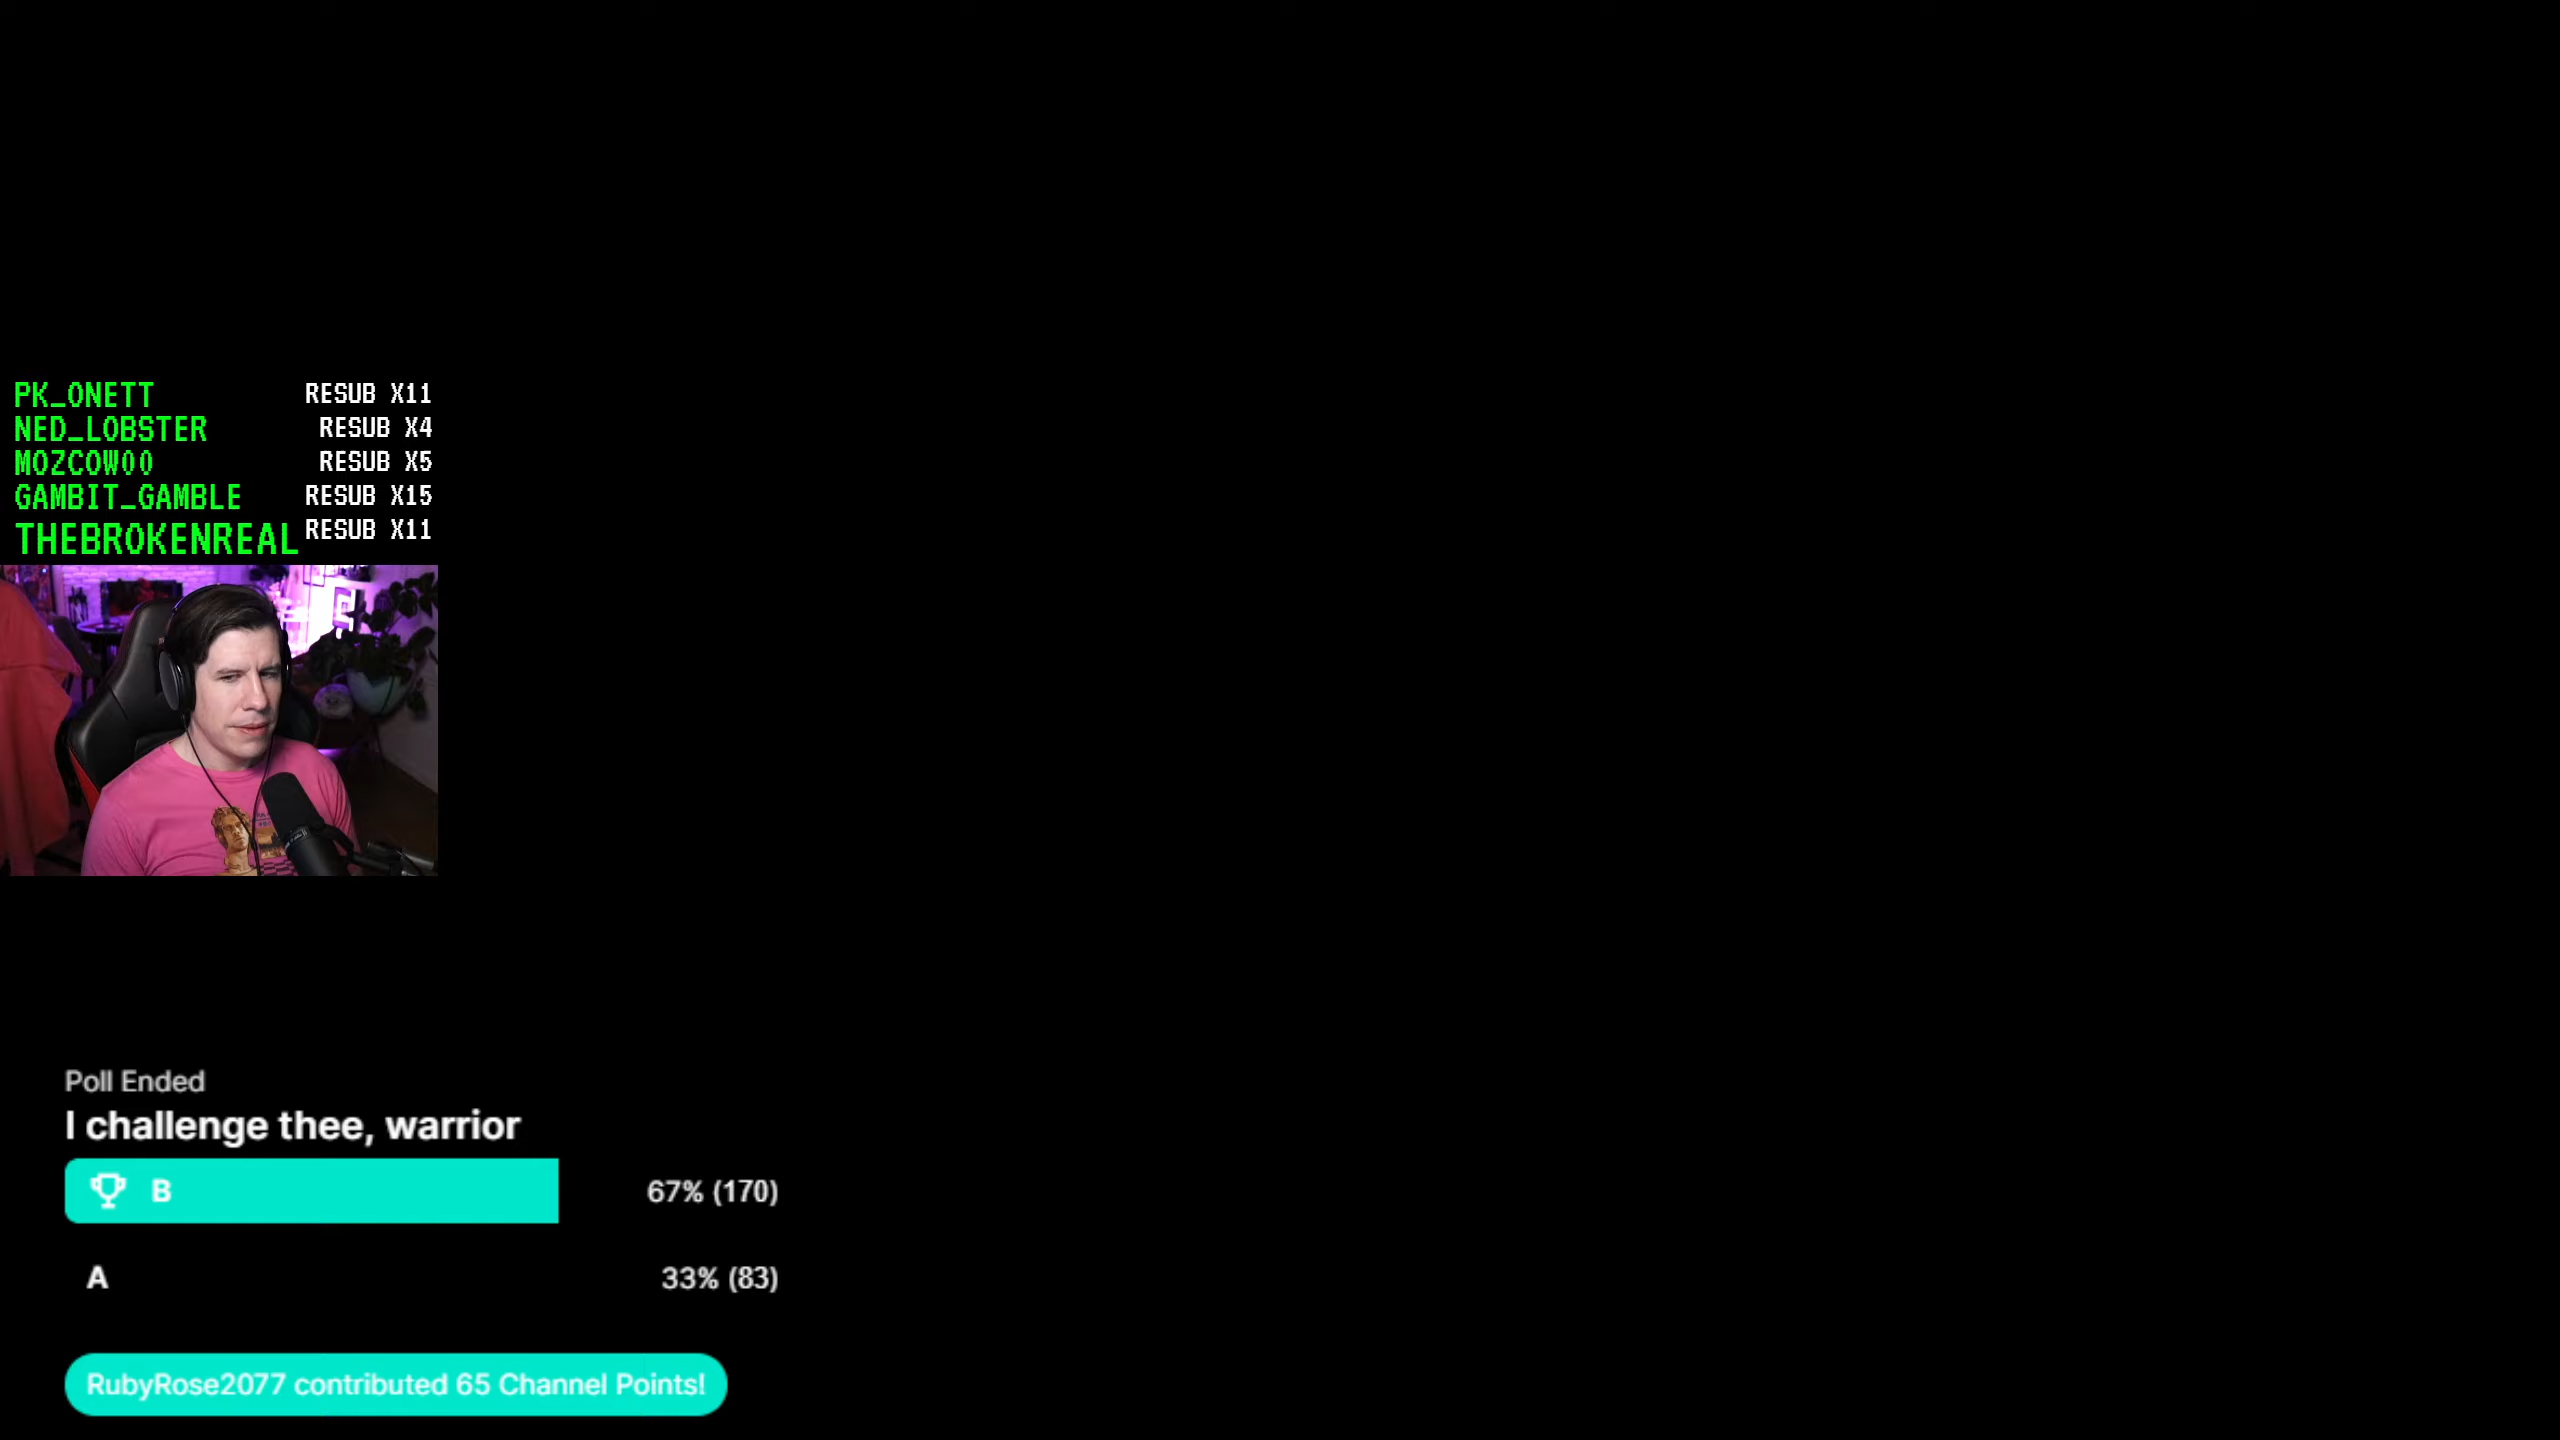 PK_ONETT RESUB X11
NED_LOBSTER RESUB X4
MOZCOW00 RESUB X5
GAMBIT_GAMBLE RESUB X15
THEBROKENREAL RESUB X11
Poll Ended
I challenge thee, warrior
B 67% (170)
A 33% (83)
RubyRose2077 contributed 65 Channel Points!